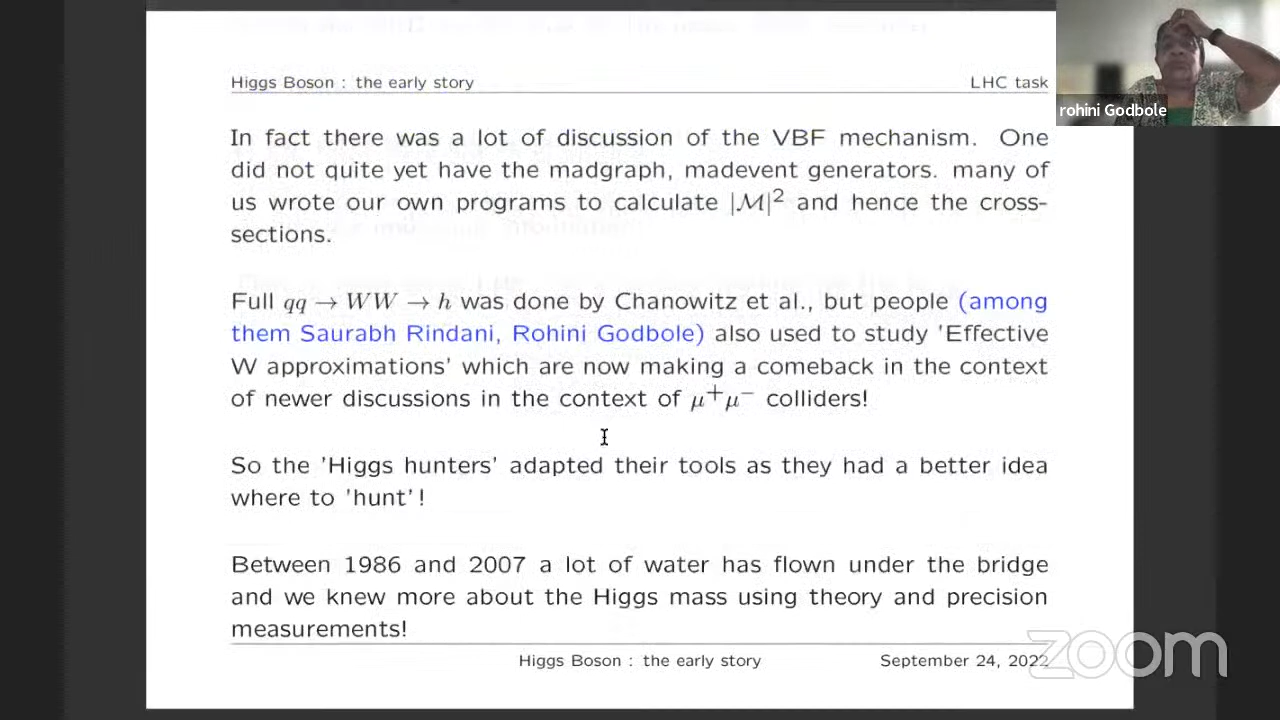 Higgs Boson : the early story LHC task
rohini Godbole
In fact there was a lot of discussion of the VBF mechanism. One
did not quite yet have the madgraph, madevent generators. many of
us wrote our own programs to calculate |M|² and hence the cross-
sections.
Full qq → WW → h was done by Chanowitz et al., but people (among
them Saurabh Rindani, Rohini Godbole) also used to study 'Effective
W approximations' which are now making a comeback in the context
of newer discussions in the context of μ⁺μ⁻ colliders!
So the 'Higgs hunters' adapted their tools as they had a better idea
where to 'hunt'!
Between 1986 and 2007 a lot of water has flown under the bridge
and we knew more about the Higgs mass using theory and precision
measurements!
Higgs Boson : the early story September 24, 2022
zoom